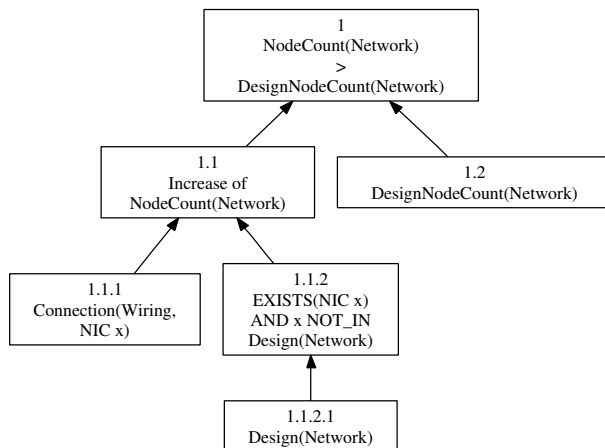 1
NodeCount(Network)
>
DesignNodeCount(Network)
1.1
Increase of
NodeCount(Network)
1.2
DesignNodeCount(Network)
1.1.1
Connection(Wiring,
NIC x)
1.1.2
EXISTS(NIC x)
AND x NOT_IN
Design(Network)
1.1.2.1
Design(Network)